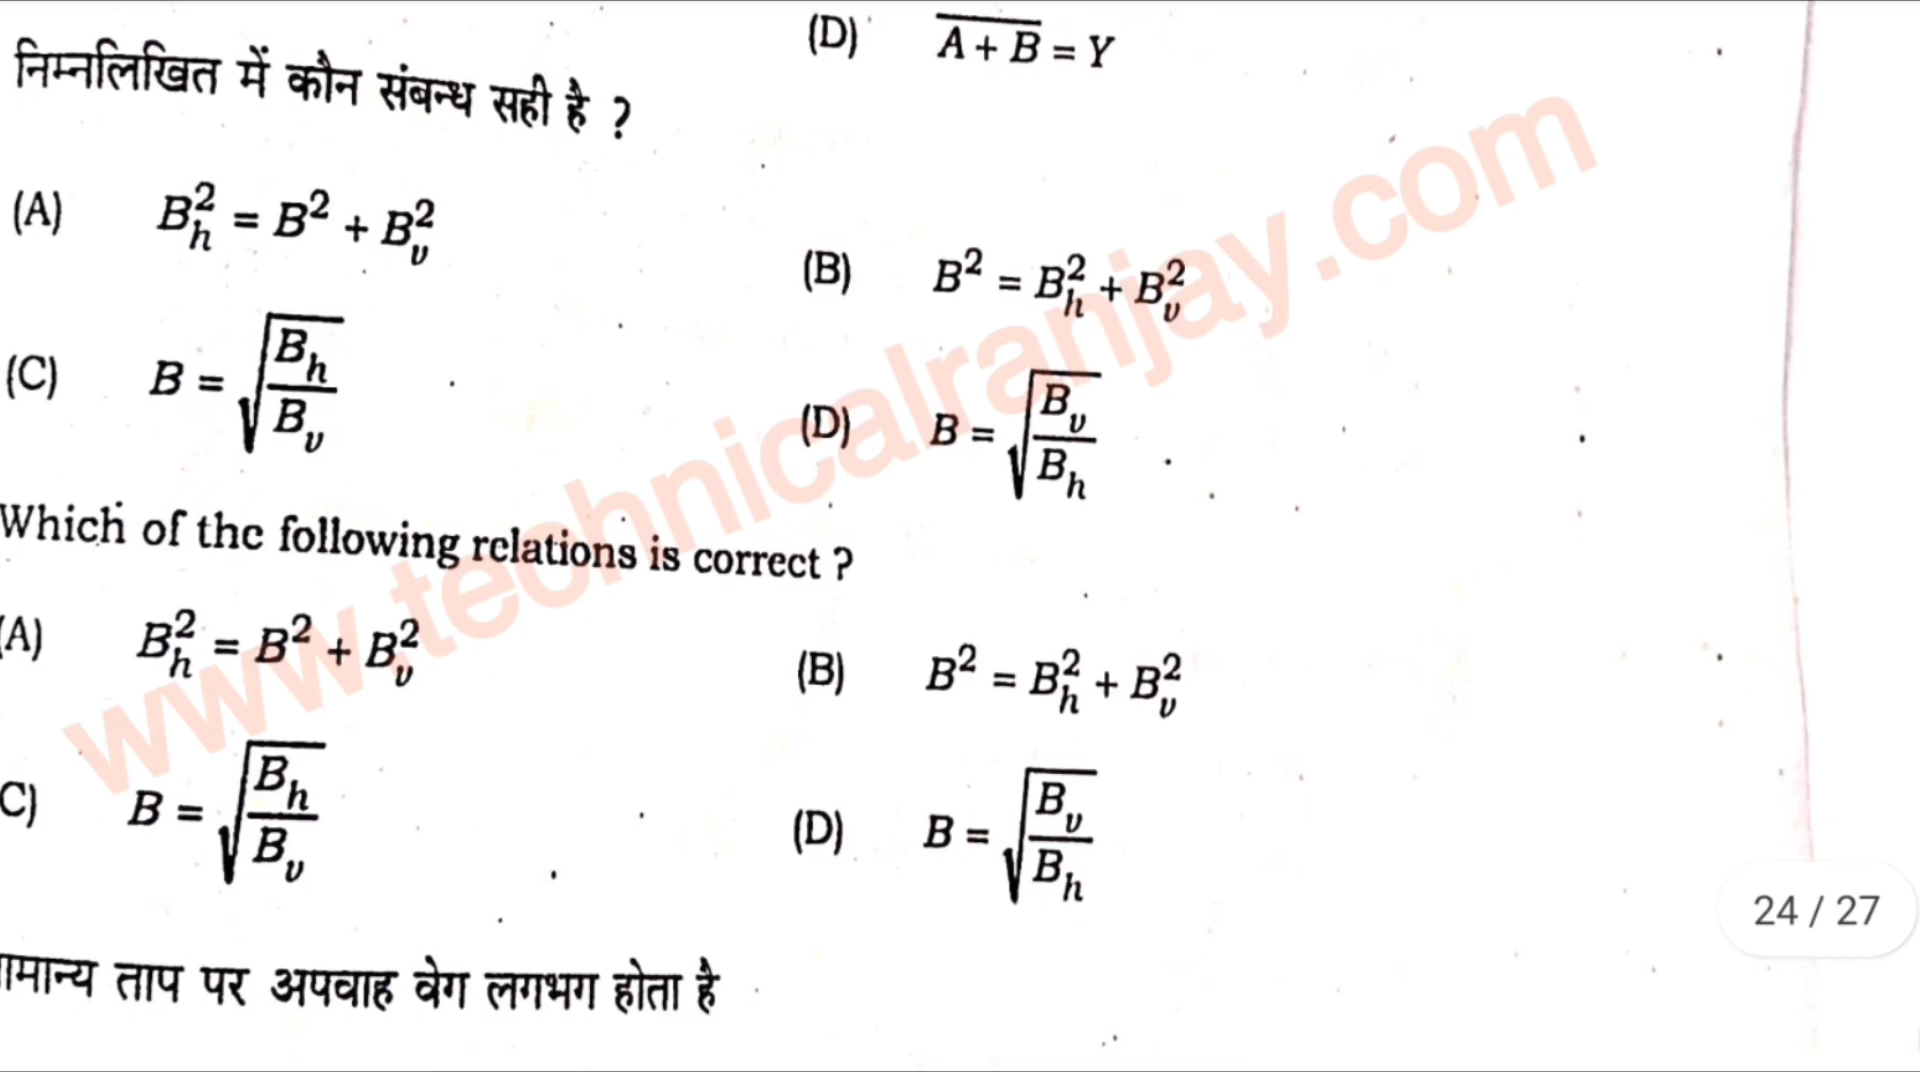 (D) $\overline{A + B} = Y$
निम्नलिखित में कौन संबन्ध सही है ?
(A) $B_h^2 = B^2 + B_v^2$
(B) $B^2 = B_h^2 + B_v^2$
(C) $B = \sqrt{\frac{B_h}{B_v}}$
(D) $B = \sqrt{\frac{B_v}{B_h}}$
Which of the following relations is correct ?
(A) $B_h^2 = B^2 + B_v^2$
(B) $B^2 = B_h^2 + B_v^2$
C) $B = \sqrt{\frac{B_h}{B_v}}$
(D) $B = \sqrt{\frac{B_v}{B_h}}$
ामान्य ताप पर अपवाह वेग लगभग होता है
www.technicalranjay.com
24 / 27